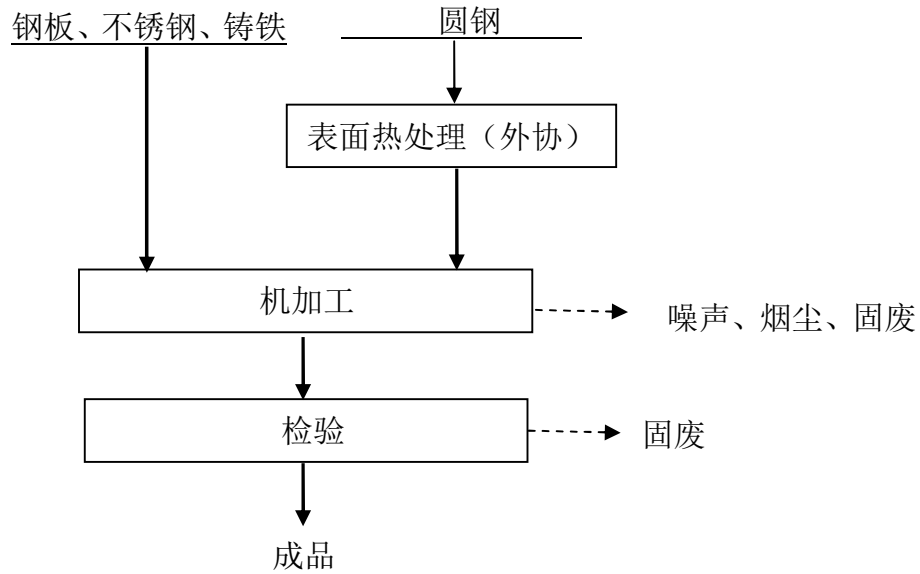 钢板、不锈钢、铸铁
圆钢
表面热处理（外协）
机加工
噪声、烟尘、固废
检验
固废
成品